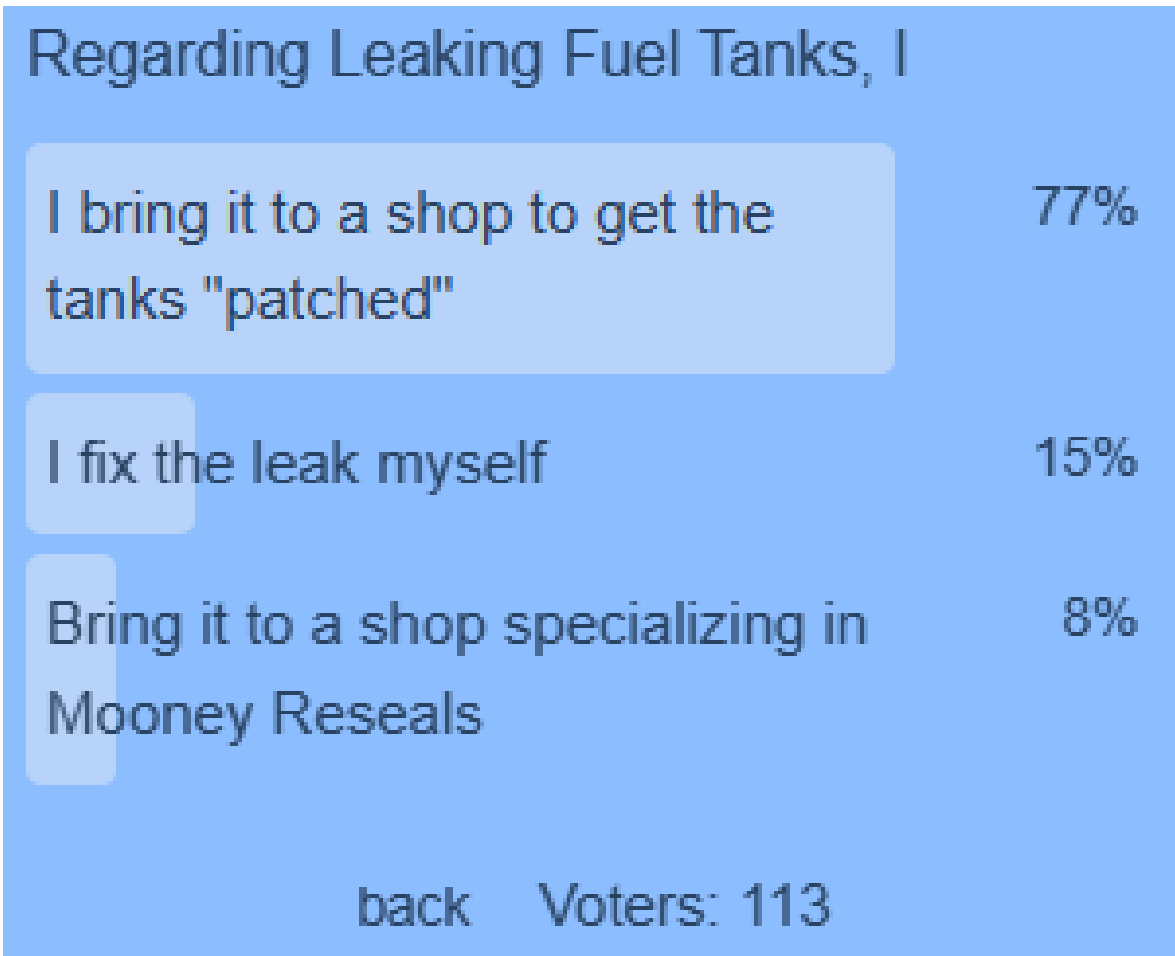 Regarding Leaking Fuel Tanks, I
I bring it to a shop to get the
tanks "patched"
77%
I fix the leak myself
15%
Bring it to a shop specializing in
Mooney Reseals
8%
back Voters: 113